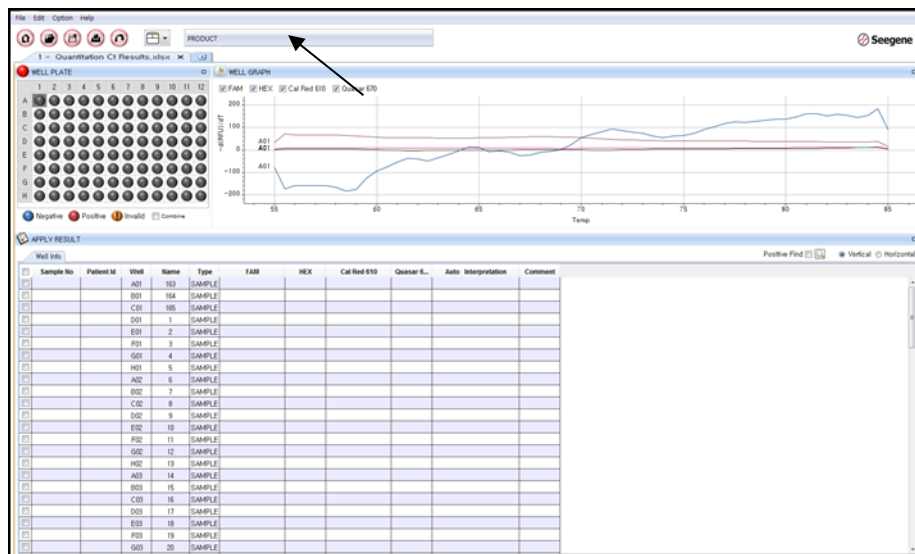 File Edit Option Help
PRODUCT
Seegene
1 - Quantitation Ct Results.xlsx
WELL PLATE
WELL GRAPH
1 2 3 4 5 6 7 8 9 10 11 12
A
B
C
D
E
F
G
H
Negative Positive Invalid Combine
FAM HEX Cal Red 610 Quasar 670
-d(RFU)/dT
200
100
0
-100
-200
A01
A01
A01
55 60 65 70 75 80 85
Temp
APPLY RESULT
Well Info
Positive Find Vertical Horizontal
Sample No Patient Id Well Name Type FAM HEX Cal Red 610 Quasar 6... Auto Interpretation Comment
A01 163 SAMPLE
B01 164 SAMPLE
C01 165 SAMPLE
D01 1 SAMPLE
E01 2 SAMPLE
F01 3 SAMPLE
G01 4 SAMPLE
H01 5 SAMPLE
A02 6 SAMPLE
B02 7 SAMPLE
C02 8 SAMPLE
D02 9 SAMPLE
E02 10 SAMPLE
F02 11 SAMPLE
G02 12 SAMPLE
H02 13 SAMPLE
A03 14 SAMPLE
B03 15 SAMPLE
C03 16 SAMPLE
D03 17 SAMPLE
E03 18 SAMPLE
F03 19 SAMPLE
G03 20 SAMPLE